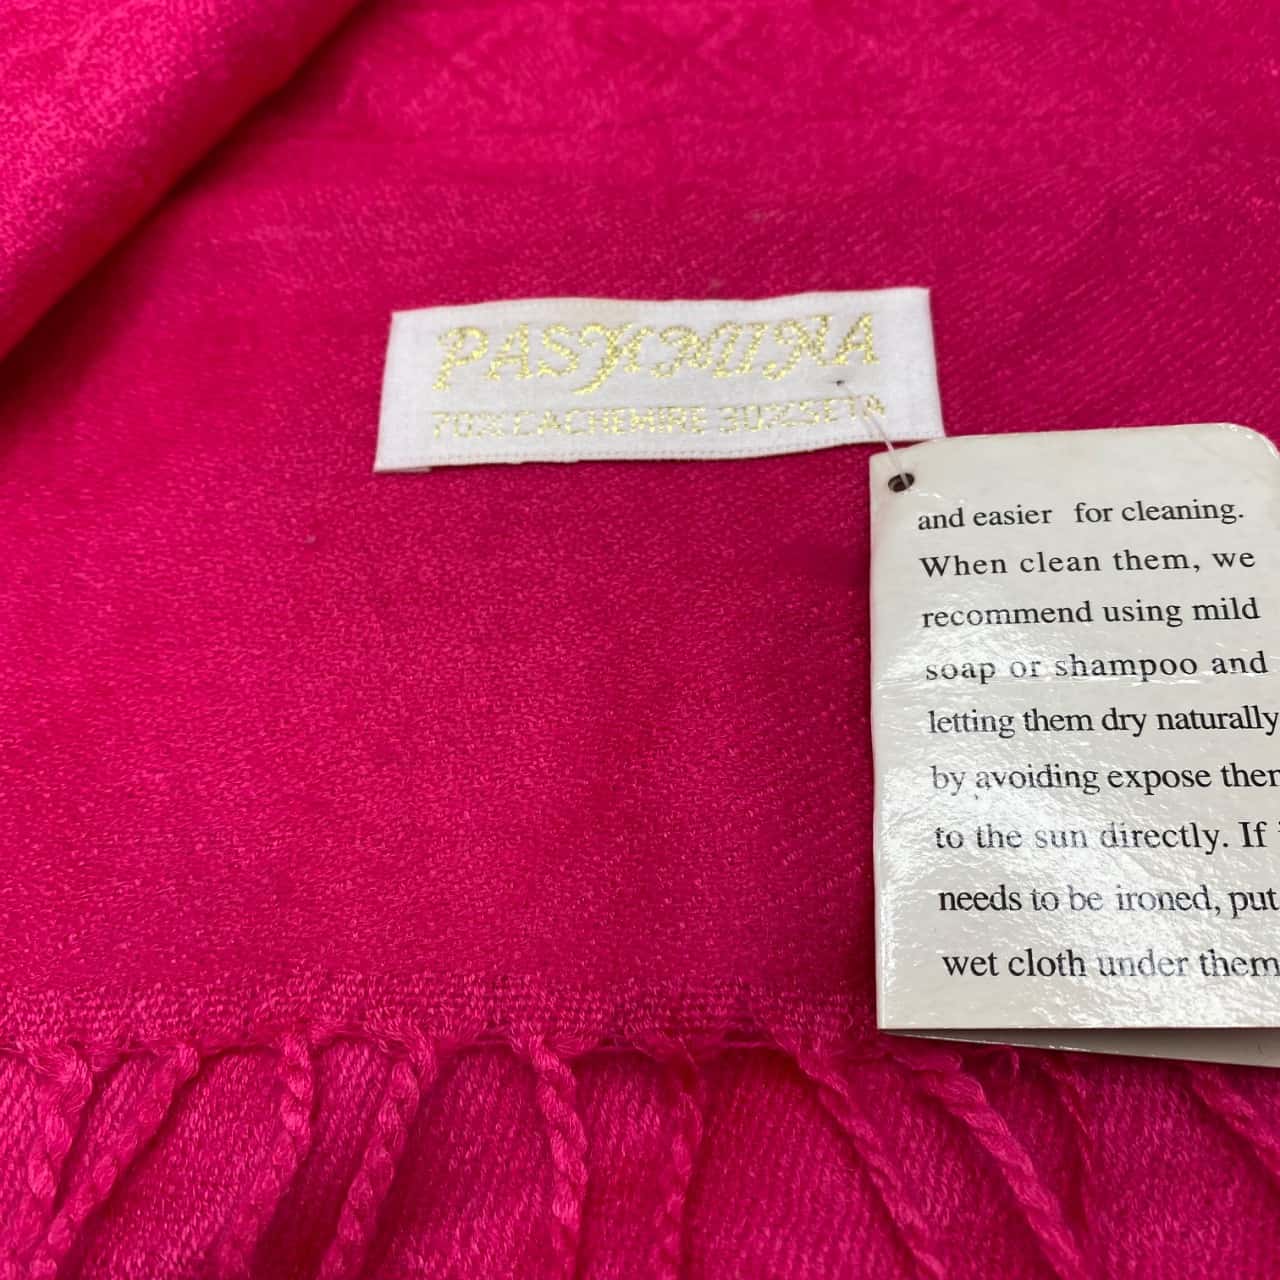 PASHMINA
70% CACHEMIRE 30% SETA
and easier for cleaning.
When clean them, we
recommend using mild
soap or shampoo and
letting them dry naturally
by avoiding expose
to the sun directly. If
needs to be ironed, put
wet cloth under them